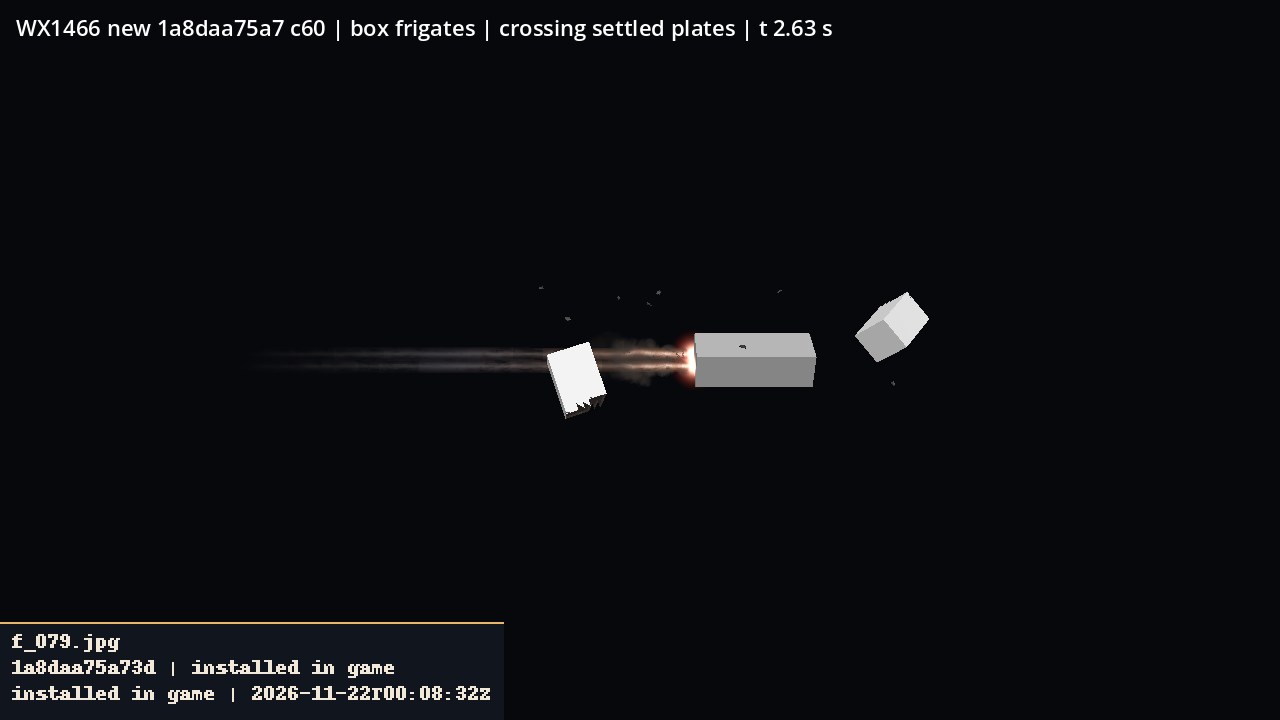 WX1466 new 1a8daa75a7 c60 | box frigates | crossing settled plates | t 2.63 s
f_079.jpg
1a8daa75a73d | installed in game
installed in game | 2026-11-22T00:08:32Z